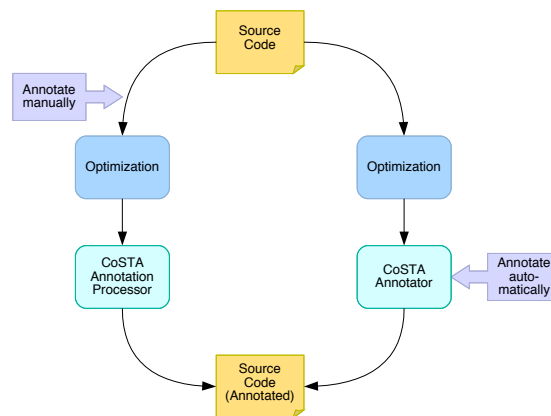 Source
Code
Annotate
manually
Optimization
Optimization
CoSTA
Annotation
Processor
CoSTA
Annotator
Annotate
auto-
matically
Source
Code
(Annotated)